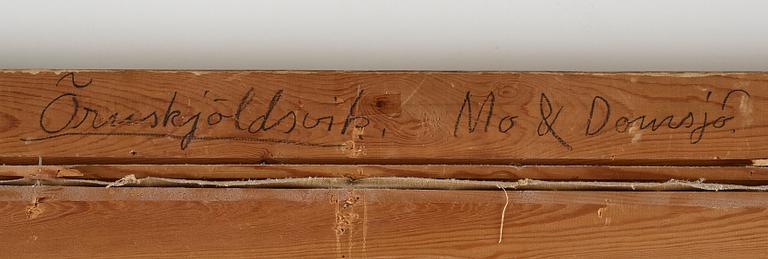 Örnskjöldsvik, Mo & Domsjö?